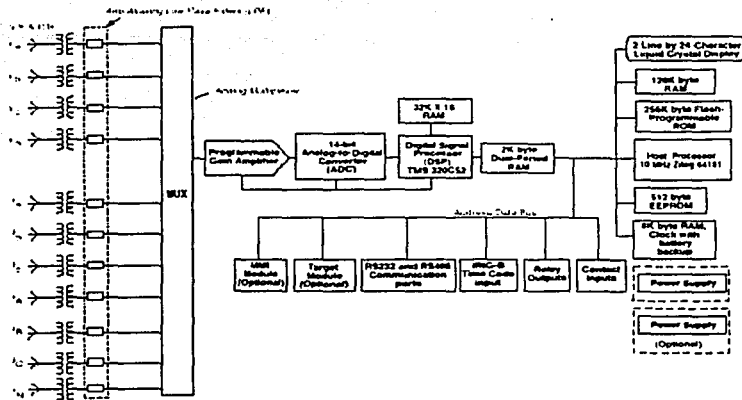 Analog Multiplexer
MUX
Programmable
Gain Amplifier
14-bit
Analog-to-Digital
Converter
(ADC)
32K X 16
RAM
Digital Signal
Processor
(DSP)
TMS 320C52
2K byte
Dual-Ported
RAM
2 Line by 24 Character
Liquid Crystal Display
128K byte
RAM
256K byte Flash-
Programmable
ROM
Host Processor
10 MHz Zilog 64181
512 byte
EEPROM
8K byte RAM,
Clock with
battery
backup
Power Supply
Power Supply
(Optional)
Address/Data Bus
MMI
Module
(Optional)
Target
Module
(Optional)
RS232 and RS485
Communication
ports
IRIG-B
Time Code
input
Relay
Outputs
Contact
Inputs